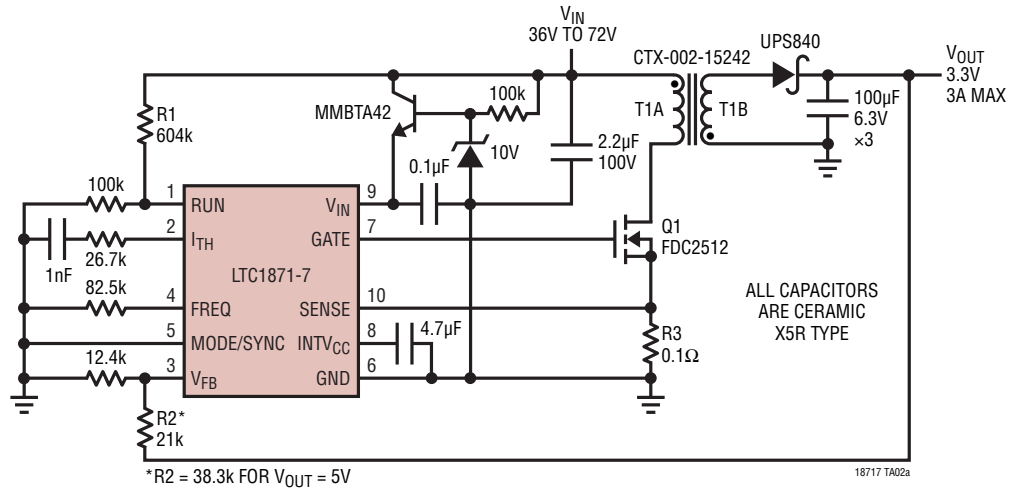 V_IN
36V TO 72V
UPS840
CTX-002-15242
V_OUT
3.3V
3A MAX
R1
604k
MMBTA42
100k
T1A
T1B
100µF
6.3V
×3
10V
2.2µF
100V
0.1µF
100k
1
RUN
V_IN
9
2
I_TH
GATE
7
Q1
FDC2512
1nF
26.7k
LTC1871-7
82.5k
4
FREQ
SENSE
10
ALL CAPACITORS
ARE CERAMIC
X5R TYPE
5
MODE/SYNC
INTV_CC
8
4.7µF
R3
0.1Ω
12.4k
3
V_FB
GND
6
R2*
21k
*R2 = 38.3k FOR V_OUT = 5V
18717 TA02a